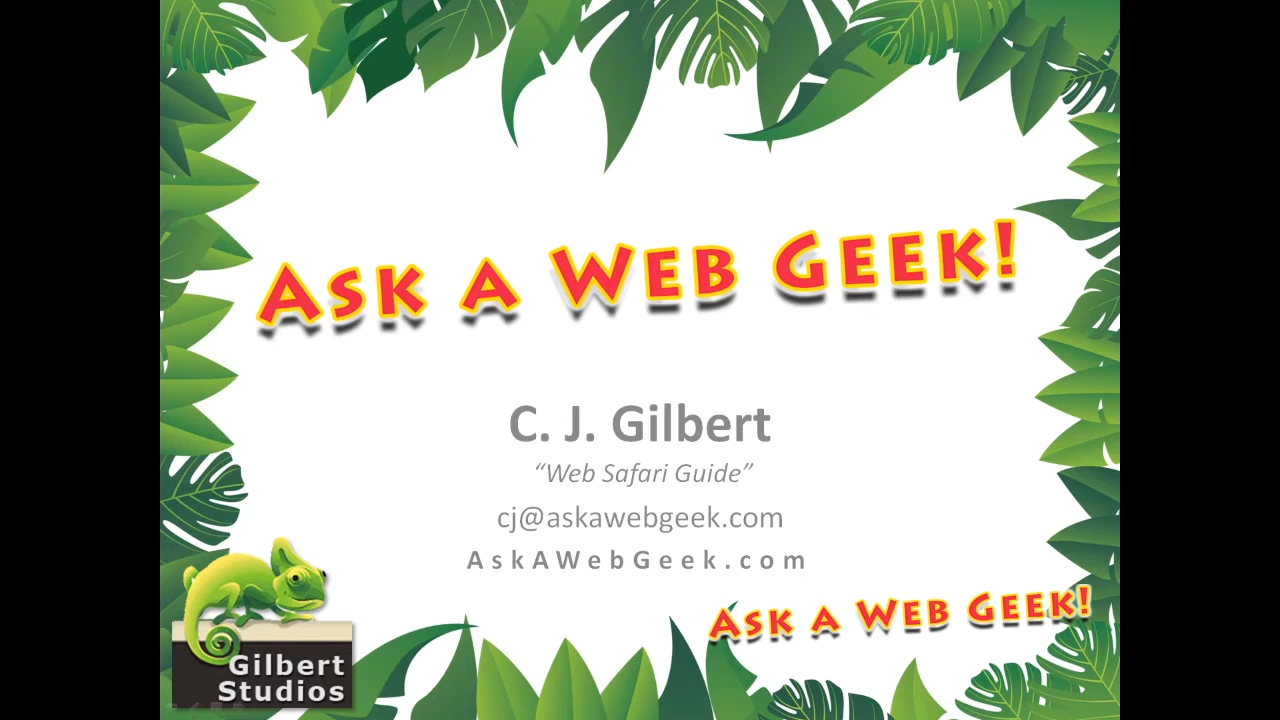 Ask a Web Geek!
C. J. Gilbert
“Web Safari Guide”
cj@askawebgeek.com
AskAWebGeek.com
Ask a Web Geek!
Gilbert
Studios